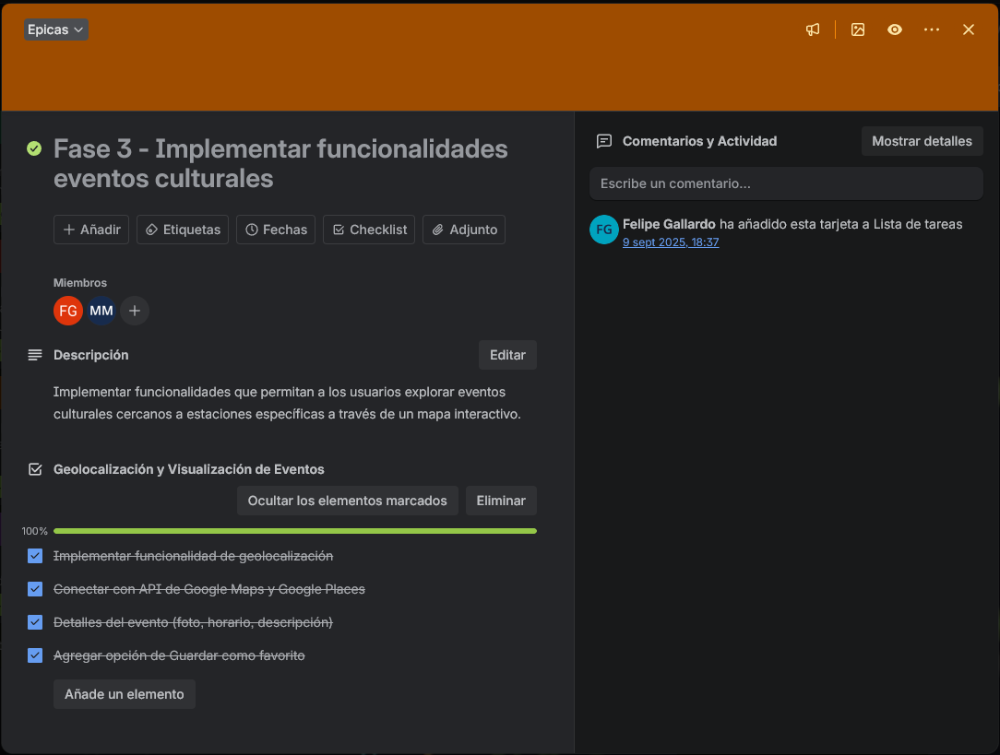 Epicas
Fase 3 - Implementar funcionalidades
eventos culturales
Añadir
Etiquetas
Fechas
Checklist
Adjunto
Miembros
FG
MM
Descripción
Editar
Implementar funcionalidades que permitan a los usuarios explorar eventos
culturales cercanos a estaciones específicas a través de un mapa interactivo.
Geolocalización y Visualización de Eventos
Ocultar los elementos marcados
Eliminar
100%
Implementar funcionalidad de geolocalización
Conectar con API de Google Maps y Google Places
Detalles del evento (foto, horario, descripción)
Agregar opción de Guardar como favorito
Añade un elemento
Comentarios y Actividad
Mostrar detalles
Escribe un comentario...
FG
Felipe Gallardo ha añadido esta tarjeta a Lista de tareas
9 sept 2025, 18:37